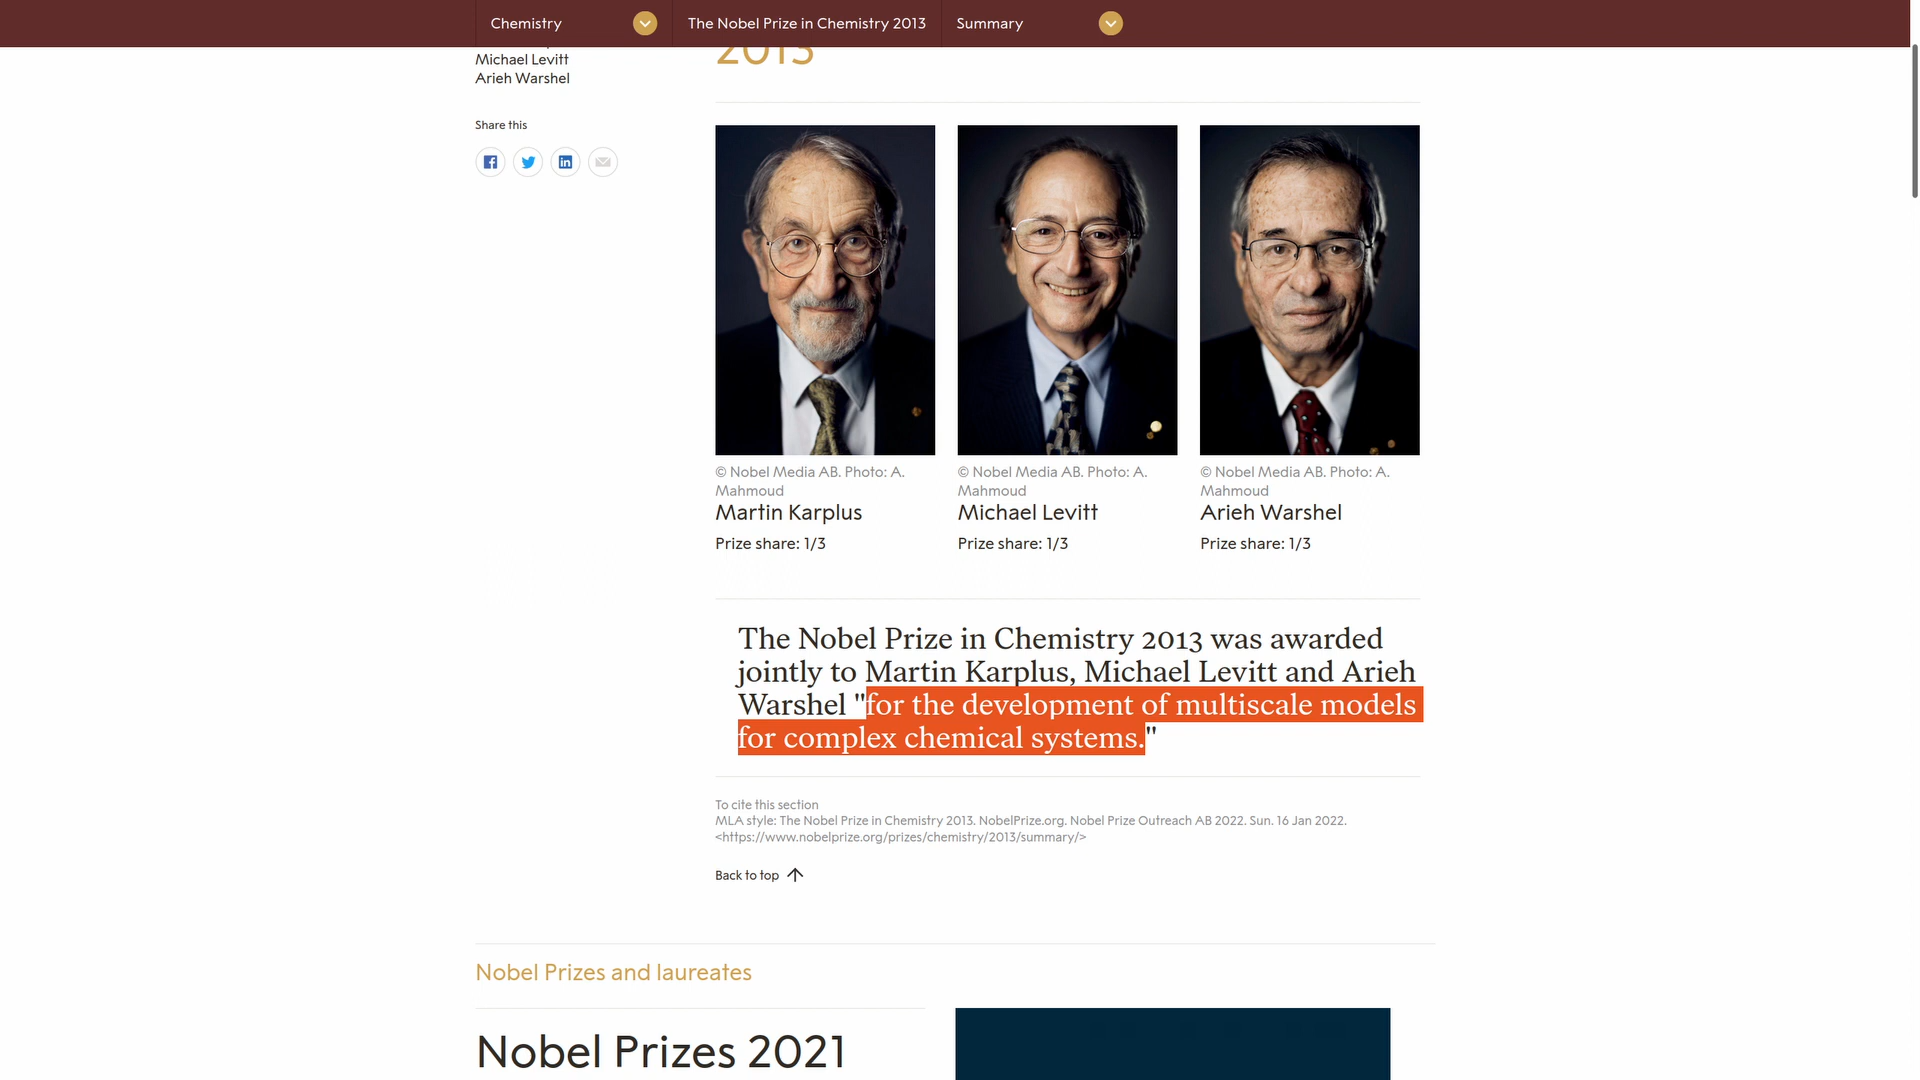 Chemistry
The Nobel Prize in Chemistry 2013
Summary
2013
Michael Levitt
Arieh Warshel
Share this
© Nobel Media AB. Photo: A.
Mahmoud
Martin Karplus
Prize share: 1/3
© Nobel Media AB. Photo: A.
Mahmoud
Michael Levitt
Prize share: 1/3
© Nobel Media AB. Photo: A.
Mahmoud
Arieh Warshel
Prize share: 1/3
The Nobel Prize in Chemistry 2013 was awarded
jointly to Martin Karplus, Michael Levitt and Arieh
Warshel "for the development of multiscale models
for complex chemical systems."
To cite this section
MLA style: The Nobel Prize in Chemistry 2013. NobelPrize.org. Nobel Prize Outreach AB 2022. Sun. 16 Jan 2022.
<https://www.nobelprize.org/prizes/chemistry/2013/summary/>
Back to top
Nobel Prizes and laureates
Nobel Prizes 2021